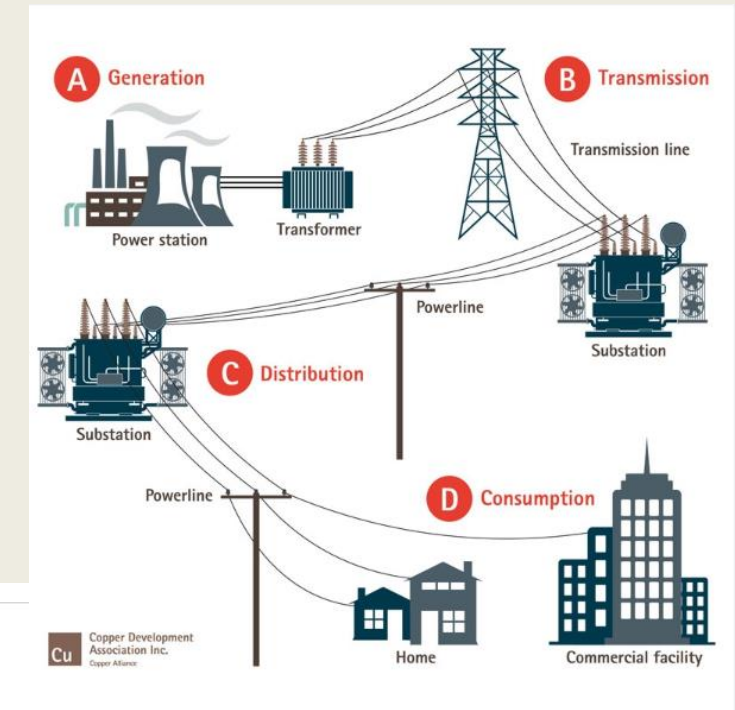 A Generation
B Transmission
Transmission line
Power station
Transformer
Powerline
Substation
C Distribution
Substation
Powerline
D Consumption
Cu
Copper Development
Association Inc.
Copper Alliance
Home
Commercial facility